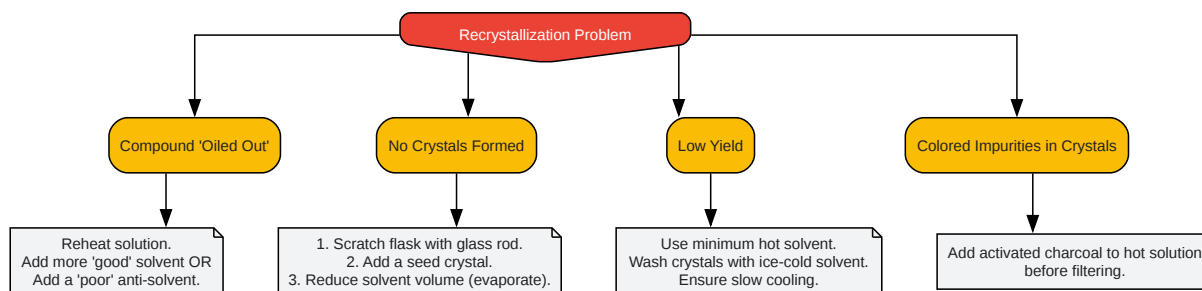 Recrystallization Problem
Compound 'Oiled Out'
No Crystals Formed
Low Yield
Colored Impurities in Crystals
Reheat solution.
Add more 'good' solvent OR
Add a 'poor' anti-solvent.
1. Scratch flask with glass rod.
2. Add a seed crystal.
3. Reduce solvent volume (evaporate).
Use minimum hot solvent.
Wash crystals with ice-cold solvent.
Ensure slow cooling.
Add activated charcoal to hot solution
before filtering.